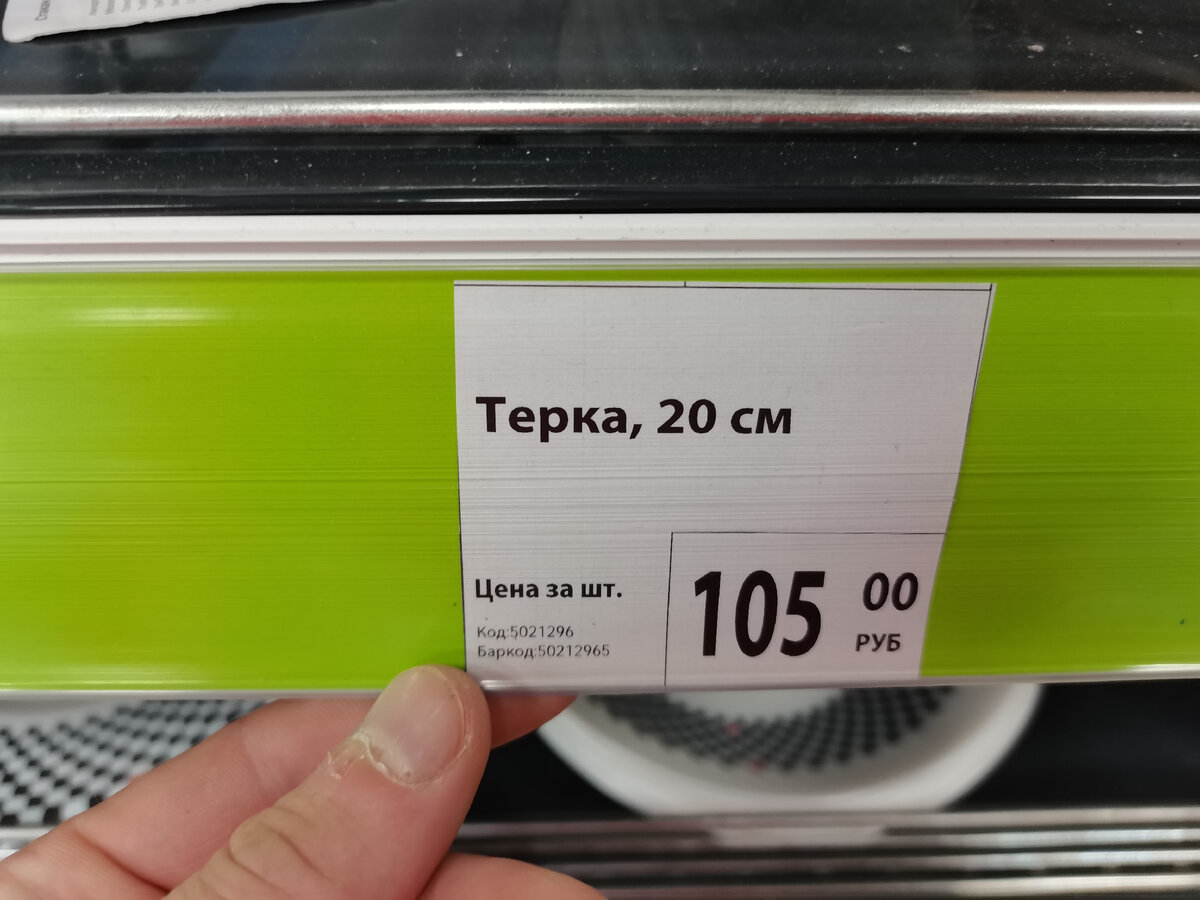 Терка, 20 см
Цена за шт.
Код:5021296
Баркод:50212965
105 00
РУБ